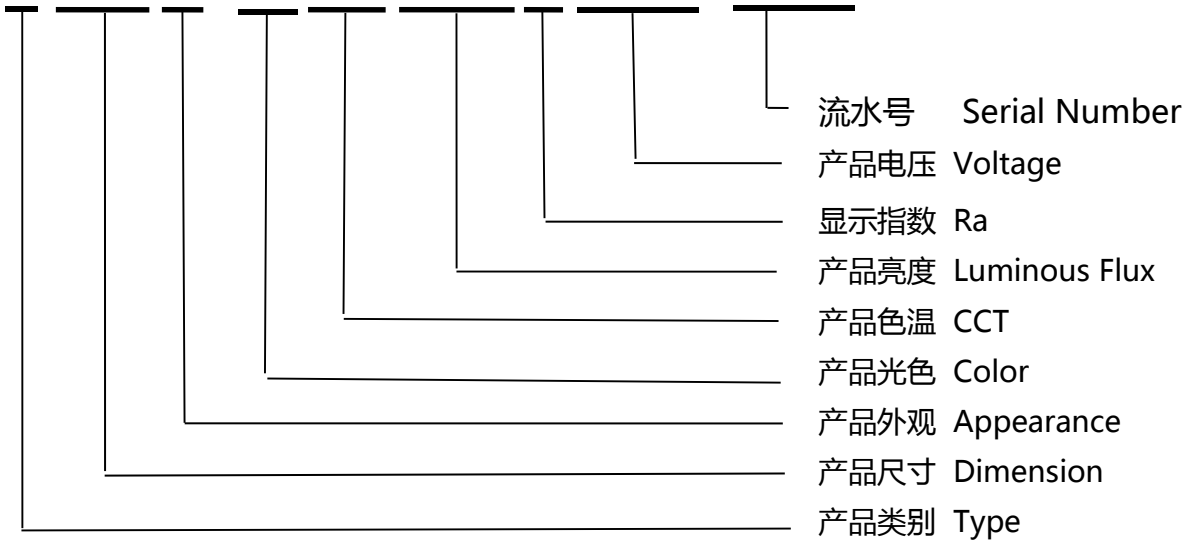 流水号 Serial Number
产品电压 Voltage
显示指数 Ra
产品亮度 Luminous Flux
产品色温 CCT
产品光色 Color
产品外观 Appearance
产品尺寸 Dimension
产品类别 Type